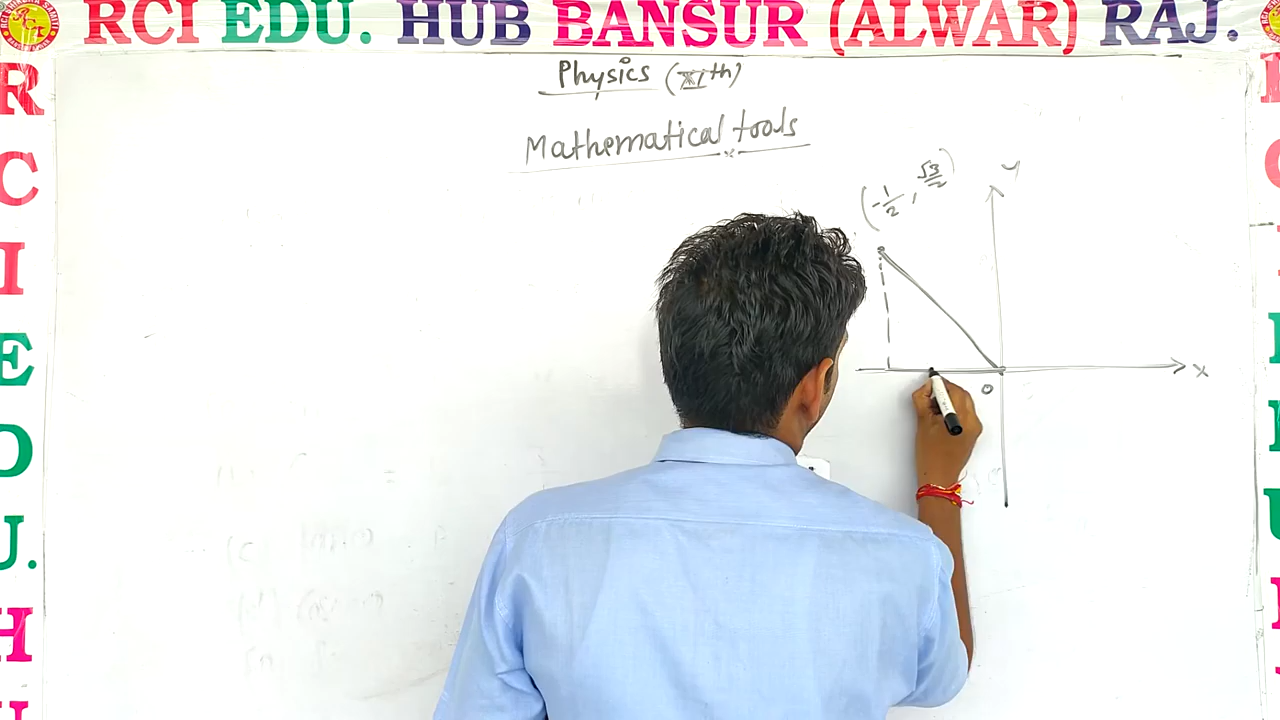 RCI EDU. HUB BANSUR (ALWAR) RAJ.
Physics (XIth)
Mathematical tools
(-1/2, √3/2)
Y
X
O
R
C
I
E
D
U.
H